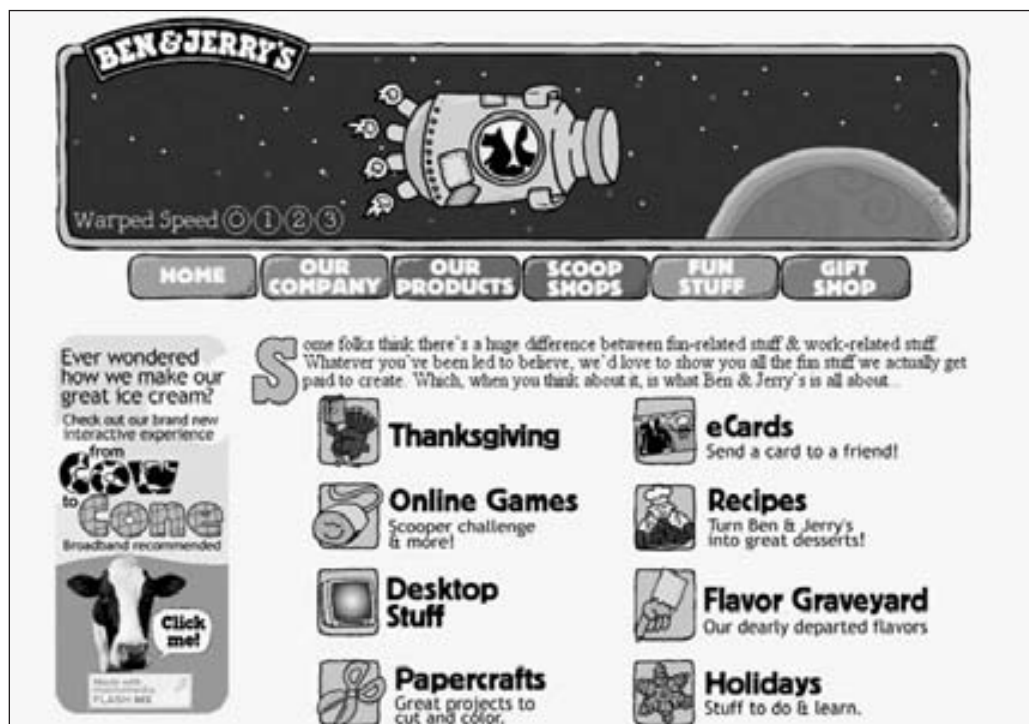 BEN & JERRY'S
Warped Speed 0 1 2 3
HOME
OUR COMPANY
OUR PRODUCTS
SCOOP SHOPS
FUN STUFF
GIFT SHOP
Ever wondered
how we make our
great ice cream?
Check out our brand new
interactive experience
from
COW
to Cone
Broadband recommended
Click
me!
Made with
macromedia
FLASH MX
Some folks think there's a huge difference between fun-related stuff & work-related stuff
Whatever you've been led to believe, we'd love to show you all the fun stuff we actually get
paid to create. Which, when you think about it, is what Ben & Jerry's is all about...
Thanksgiving
eCards
Send a card to a friend!
Online Games
Scooper challenge
& more!
Recipes
Turn Ben & Jerry's
into great desserts!
Desktop
Stuff
Flavor Graveyard
Our dearly departed flavors
Papercrafts
Great projects to
cut and color.
Holidays
Stuff to do & learn.